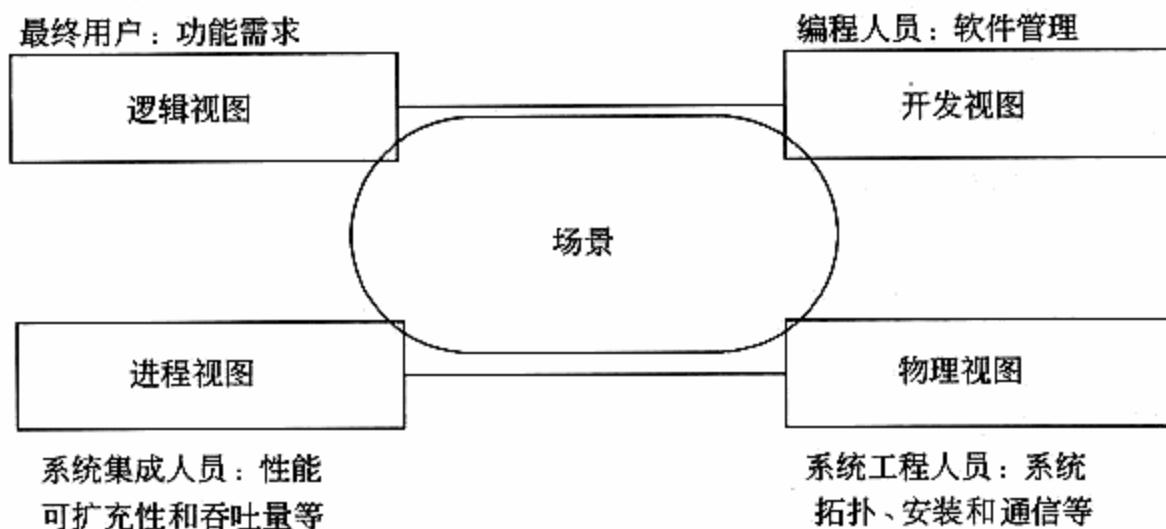 最终用户：功能需求
编程人员：软件管理
逻辑视图
开发视图
场景
进程视图
物理视图
系统集成人员：性能
可扩充性和吞吐量等
系统工程人员：系统
拓扑、安装和通信等